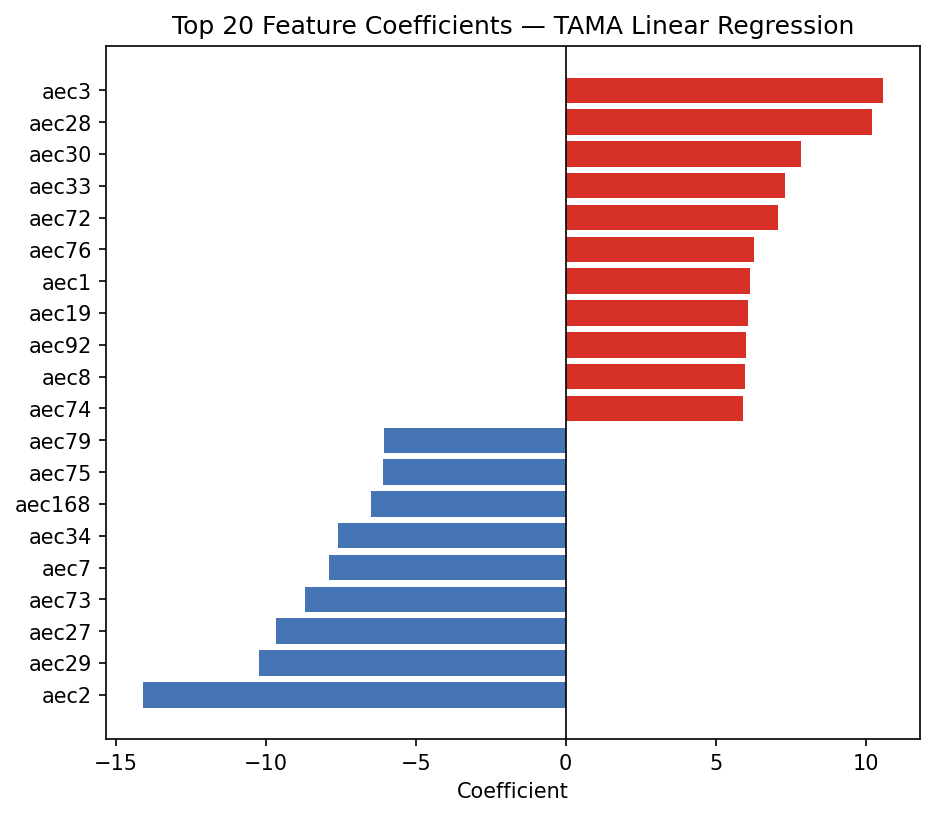 Top 20 Feature Coefficients — TAMA Linear Regression
aec3
aec28
aec30
aec33
aec72
aec76
aec1
aec19
aec92
aec8
aec74
aec79
aec75
aec168
aec34
aec7
aec73
aec27
aec29
aec2
−15 −10 −5 0 5 10
Coefficient